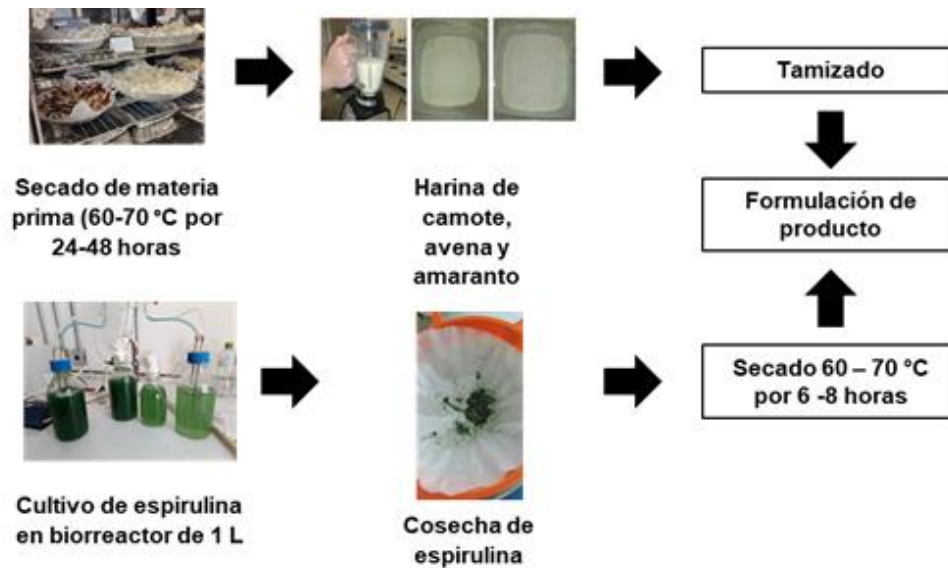 Secado de materia
prima (60-70 °C por
24-48 horas
Harina de
camote,
avena y
amaranto
Tamizado
Formulación de
producto
Secado 60 – 70 °C
por 6 -8 horas
Cultivo de espirulina
en biorreactor de 1 L
Cosecha de
espirulina